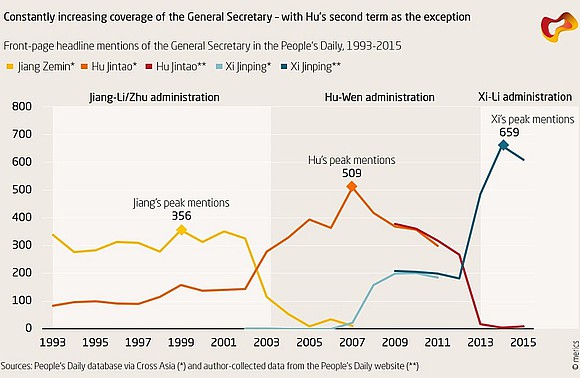 Constantly increasing coverage of the General Secretary – with Hu's second term as the exception
Front-page headline mentions of the General Secretary in the People's Daily, 1993-2015
Jiang Zemin* Hu Jintao* Hu Jintao** Xi Jinping* Xi Jinping**
Jiang-Li/Zhu administration Hu-Wen administration Xi-Li administration
800
700
600
500
400
300
200
100
0
Jiang's peak mentions
356
Hu's peak mentions
509
Xi's peak mentions
659
1993 1995 1997 1999 2001 2003 2005 2007 2009 2011 2013 2015
Sources: People's Daily database via Cross Asia (*) and author-collected data from the People's Daily website (**)
© merics